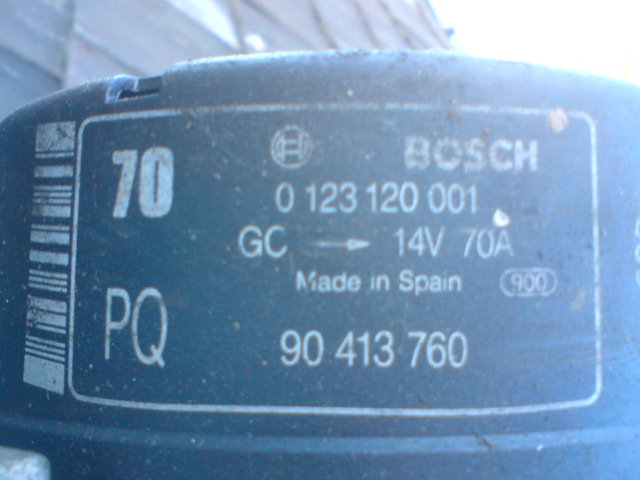 70
BOSCH
0 123 120 001
GC → 14V 70A
Made in Spain 900
PQ
90 413 760